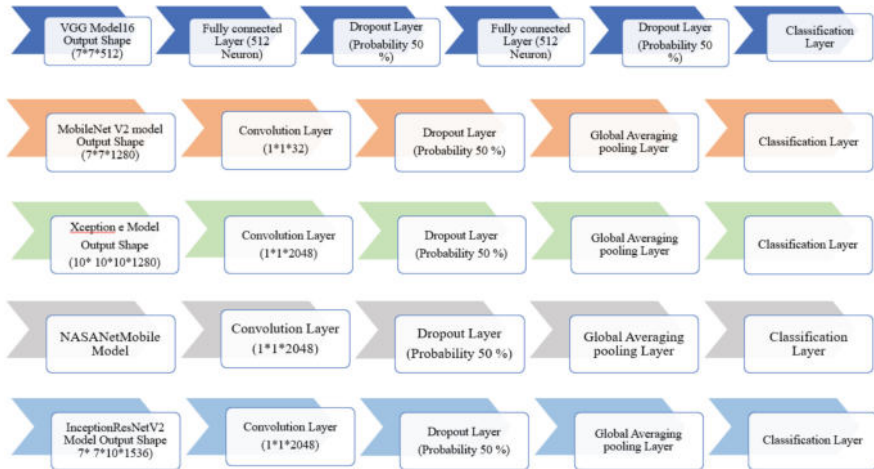 VGG Model16
Output Shape
(7*7*512)
Fully connected
Layer (512
Neuron)
Dropout Layer
(Probability 50
%)
Fully connected
Layer (512
Neuron)
Dropout Layer
(Probability 50
%)
Classification
Layer
MobileNet V2 model
Output Shape
(7*7*1280)
Convolution Layer
(1*1*32)
Dropout Layer
(Probability 50 %)
Global Averaging
pooling Layer
Classification Layer
Xception e Model
Output Shape
(10* 10*10*1280)
Convolution Layer
(1*1*2048)
Dropout Layer
(Probability 50 %)
Global Averaging
pooling Layer
Classification Layer
NASANetMobile
Model
Convolution Layer
(1*1*2048)
Dropout Layer
(Probability 50 %)
Global Averaging
pooling Layer
Classification
Layer
InceptionResNetV2
Model Output Shape
7* 7*10*1536)
Convolution Layer
(1*1*2048)
Dropout Layer
(Probability 50 %)
Global Averaging
pooling Layer
Classification Layer